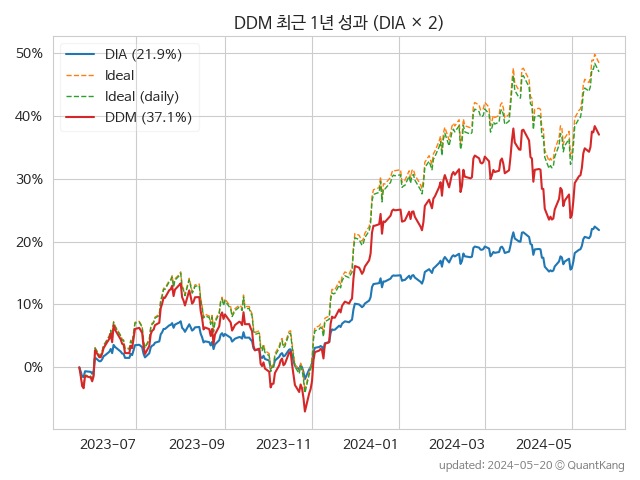 DDM 최근 1년 성과 (DIA × 2)
DIA (21.9%)
Ideal
Ideal (daily)
DDM (37.1%)
50%
40%
30%
20%
10%
0%
2023-07 2023-09 2023-11 2024-01 2024-03 2024-05
updated: 2024-05-20 © QuantKang